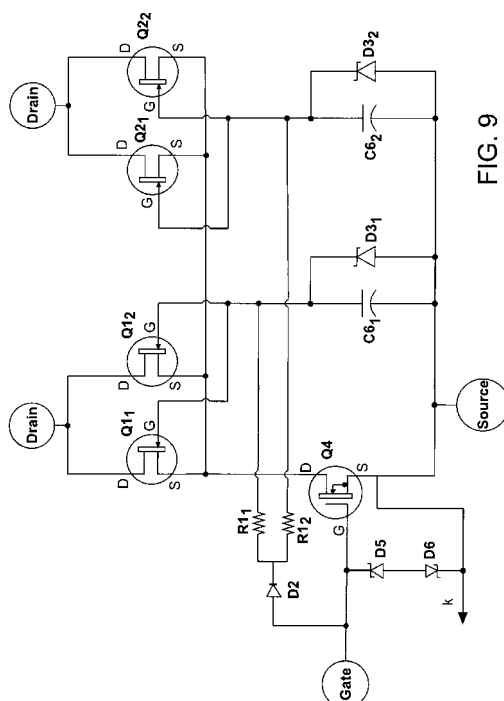 Drain
Drain
D
D
D
D
Q1₁
Q1₂
Q2₁
Q2₂
G
G
G
G
S
S
S
S
R1₁
R1₂
D2
D
Q4
G
S
D3₁
D3₂
C6₁
C6₂
D5
D6
k
Gate
Source
FIG. 9